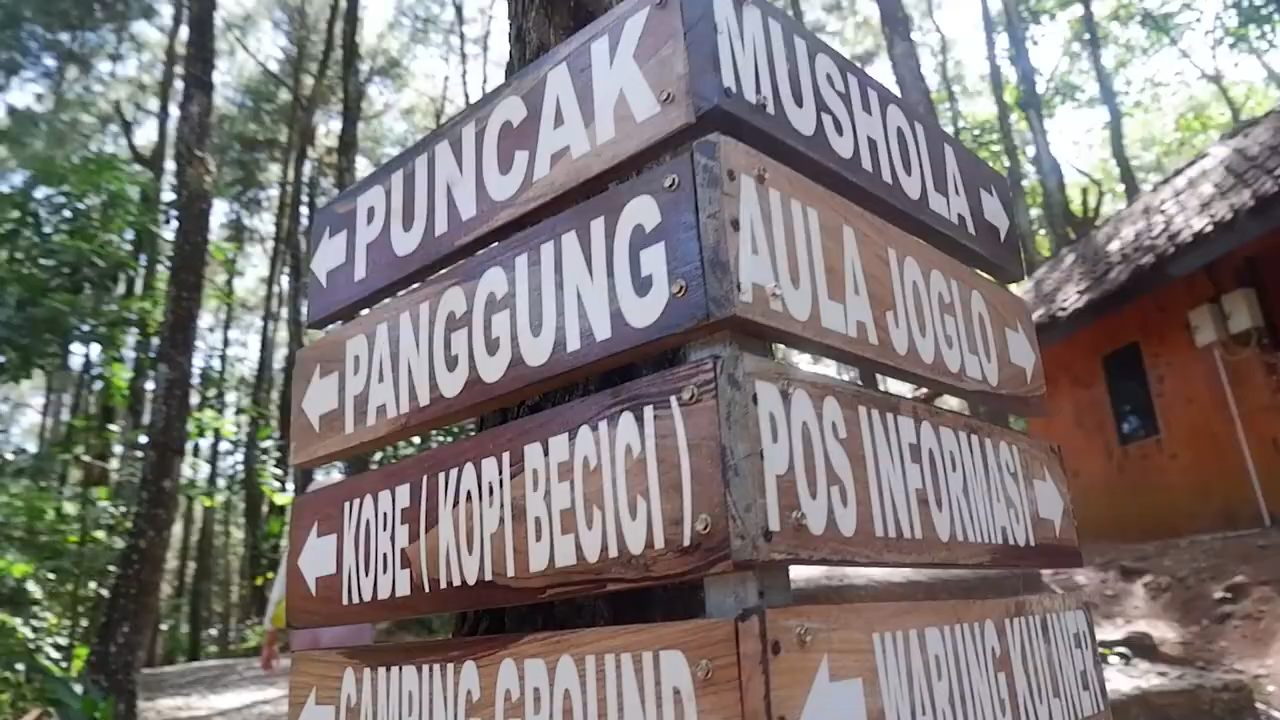 PUNCAK
PANGGUNG
KOBE ( KOPI BECICI )
CAMPING GROUND
MUSHOLA
AULA JOGLO
POS INFORMASI
WARUNG KULINER